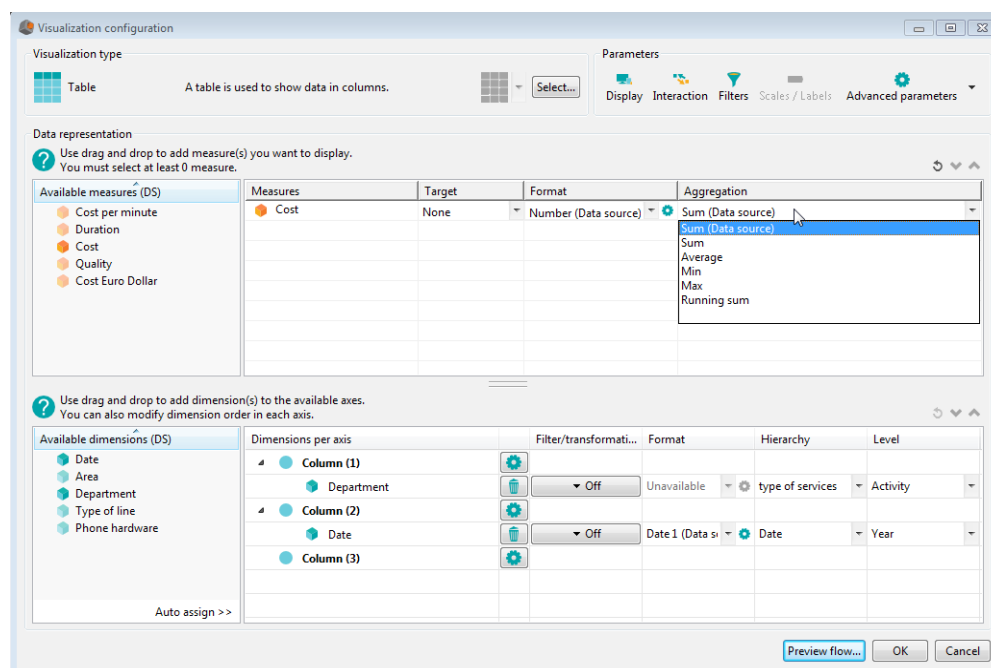 Visualization configuration
Visualization type
Parameters
Table
A table is used to show data in columns.
Select...
Display Interaction Filters Scales / Labels Advanced parameters
Data representation
Use drag and drop to add measure(s) you want to display.
You must select at least 0 measure.
Available measures (DS)
Cost per minute
Duration
Cost
Quality
Cost Euro Dollar
Measures Target Format Aggregation
Cost None Number (Data source) Sum (Data source)
Sum (Data source)
Sum
Average
Min
Max
Running sum
Use drag and drop to add dimension(s) to the available axes.
You can also modify dimension order in each axis.
Available dimensions (DS)
Date
Area
Department
Type of line
Phone hardware
Auto assign >>
Dimensions per axis Filter/transformati... Format Hierarchy Level
Column (1)
Department Off Unavailable type of services Activity
Column (2)
Date Off Date 1 (Data s Date Year
Column (3)
Preview flow... OK Cancel